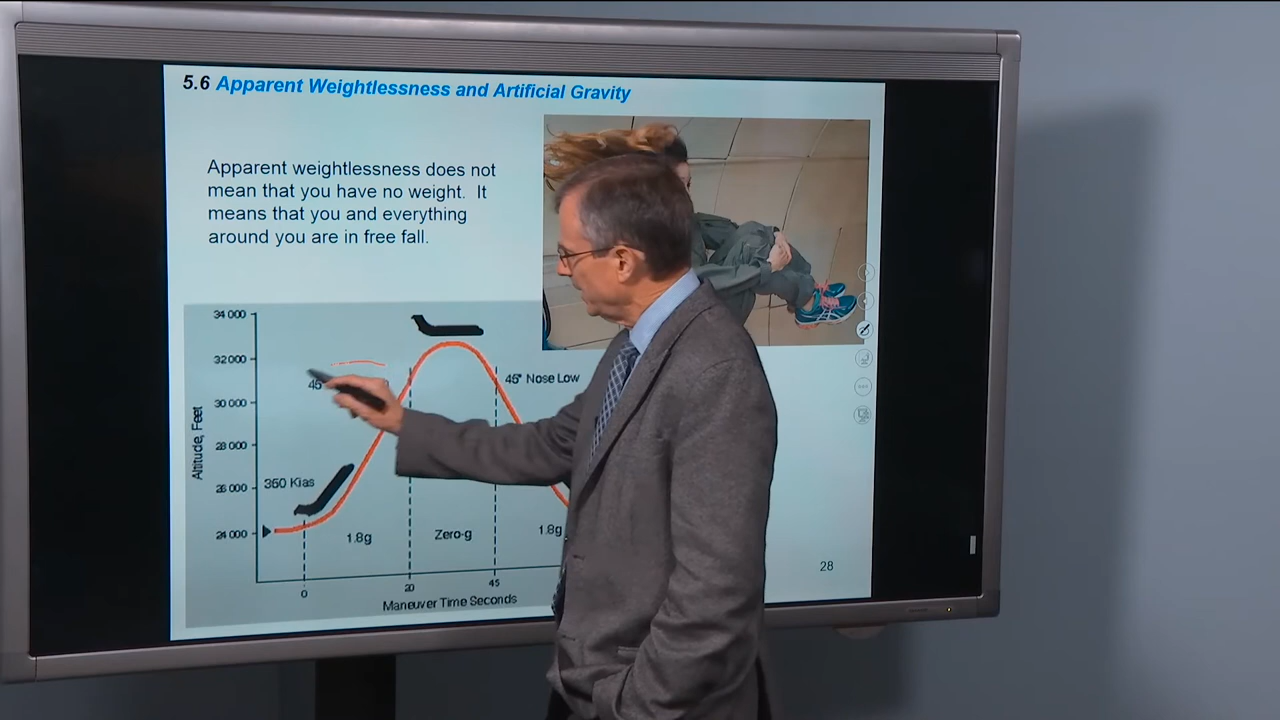 5.6 Apparent Weightlessness and Artificial Gravity
Apparent weightlessness does not
mean that you have no weight. It
means that you and everything
around you are in free fall.
34 000
32 000
30 000
28 000
26 000
24 000
Altitude, Feet
45
45° Nose Low
350 Kias
1.8g
Zero-g
1.8g
0
20
45
Maneuver Time Seconds
28